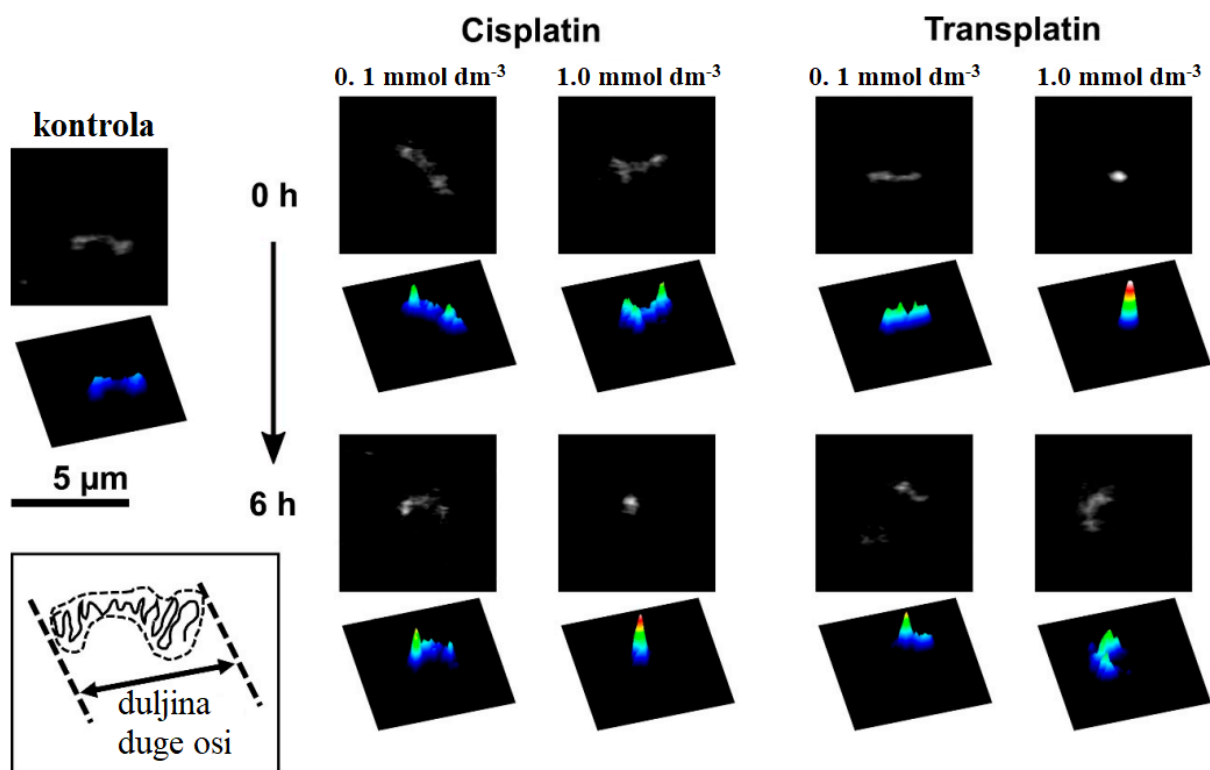 Cisplatin
Transplatin
0. 1 mmol dm⁻³
1.0 mmol dm⁻³
0. 1 mmol dm⁻³
1.0 mmol dm⁻³
kontrola
0 h
5 µm
6 h
duljina
duge osi